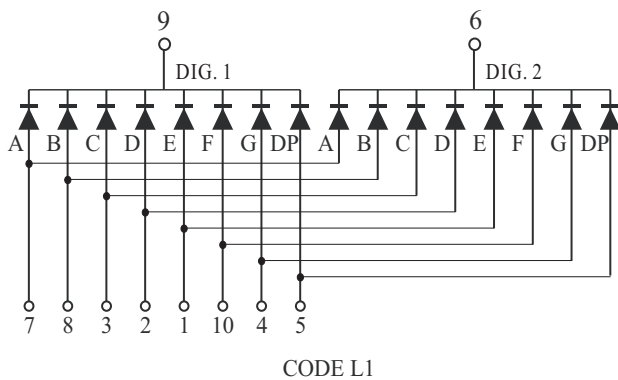 9 6
DIG. 1 DIG. 2
A B C D E F G DP A B C D E F G DP
7 8 3 2 1 10 4 5
CODE L1